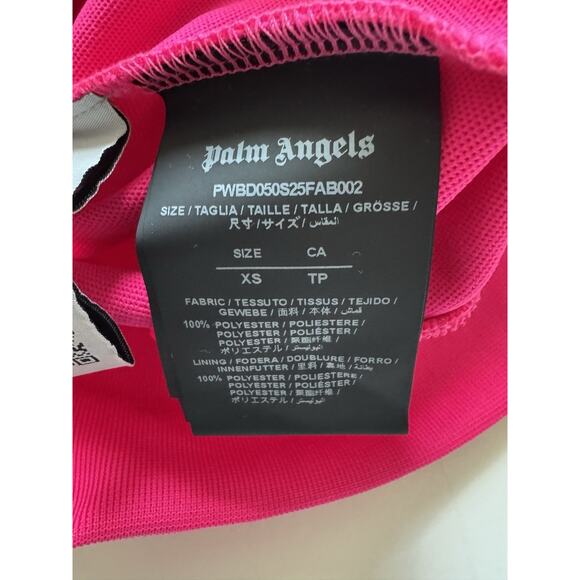 Palm Angels
PWBD050S25FAB002
SIZE / TAGLIA / TAILLE / TALLA / GRÖSSE /
尺寸 / サイズ / المقاس /
SIZE CA
XS TP
FABRIC / TESSUTO / TISSUS / TEJIDO /
GEWEBE / 面料 / 本体 / قماش /
100% POLYESTER / POLIESTERE /
POLYESTER / POLIÉSTER /
POLYESTER / 聚酯纤维 /
ポリエステル / البوليستر /
LINING / FODERA / DOUBLURE / FORRO /
INNENFUTTER / 里料 / 裏地 / بطانة /
100% POLYESTER / POLIESTERE /
POLYESTER / POLIÉSTER /
POLYESTER / 聚酯纤维 /
ポリエステル / البوليستر /